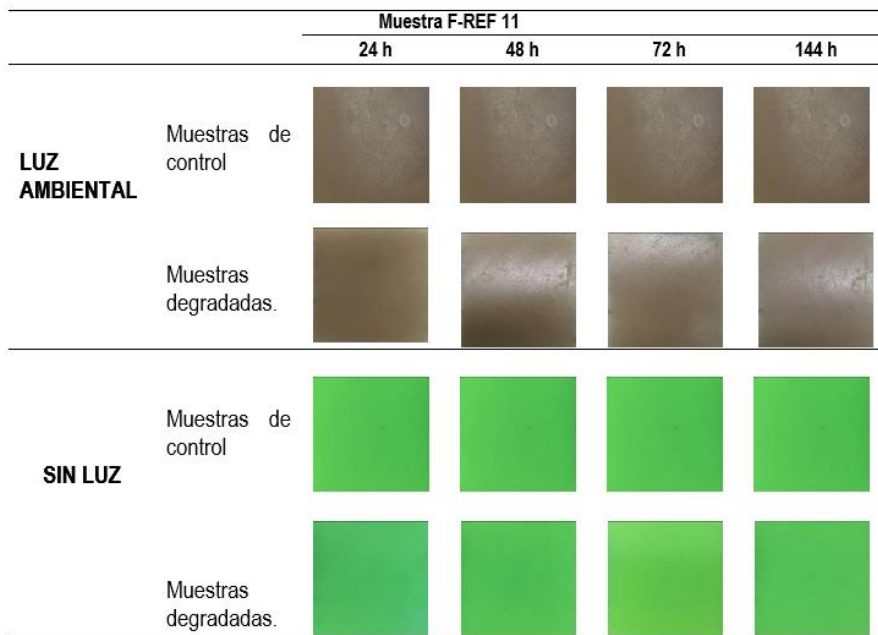 Muestra F-REF 11
24 h 48 h 72 h 144 h
LUZ AMBIENTAL
Muestras de
control
Muestras
degradadas.
SIN LUZ
Muestras de
control
Muestras
degradadas.